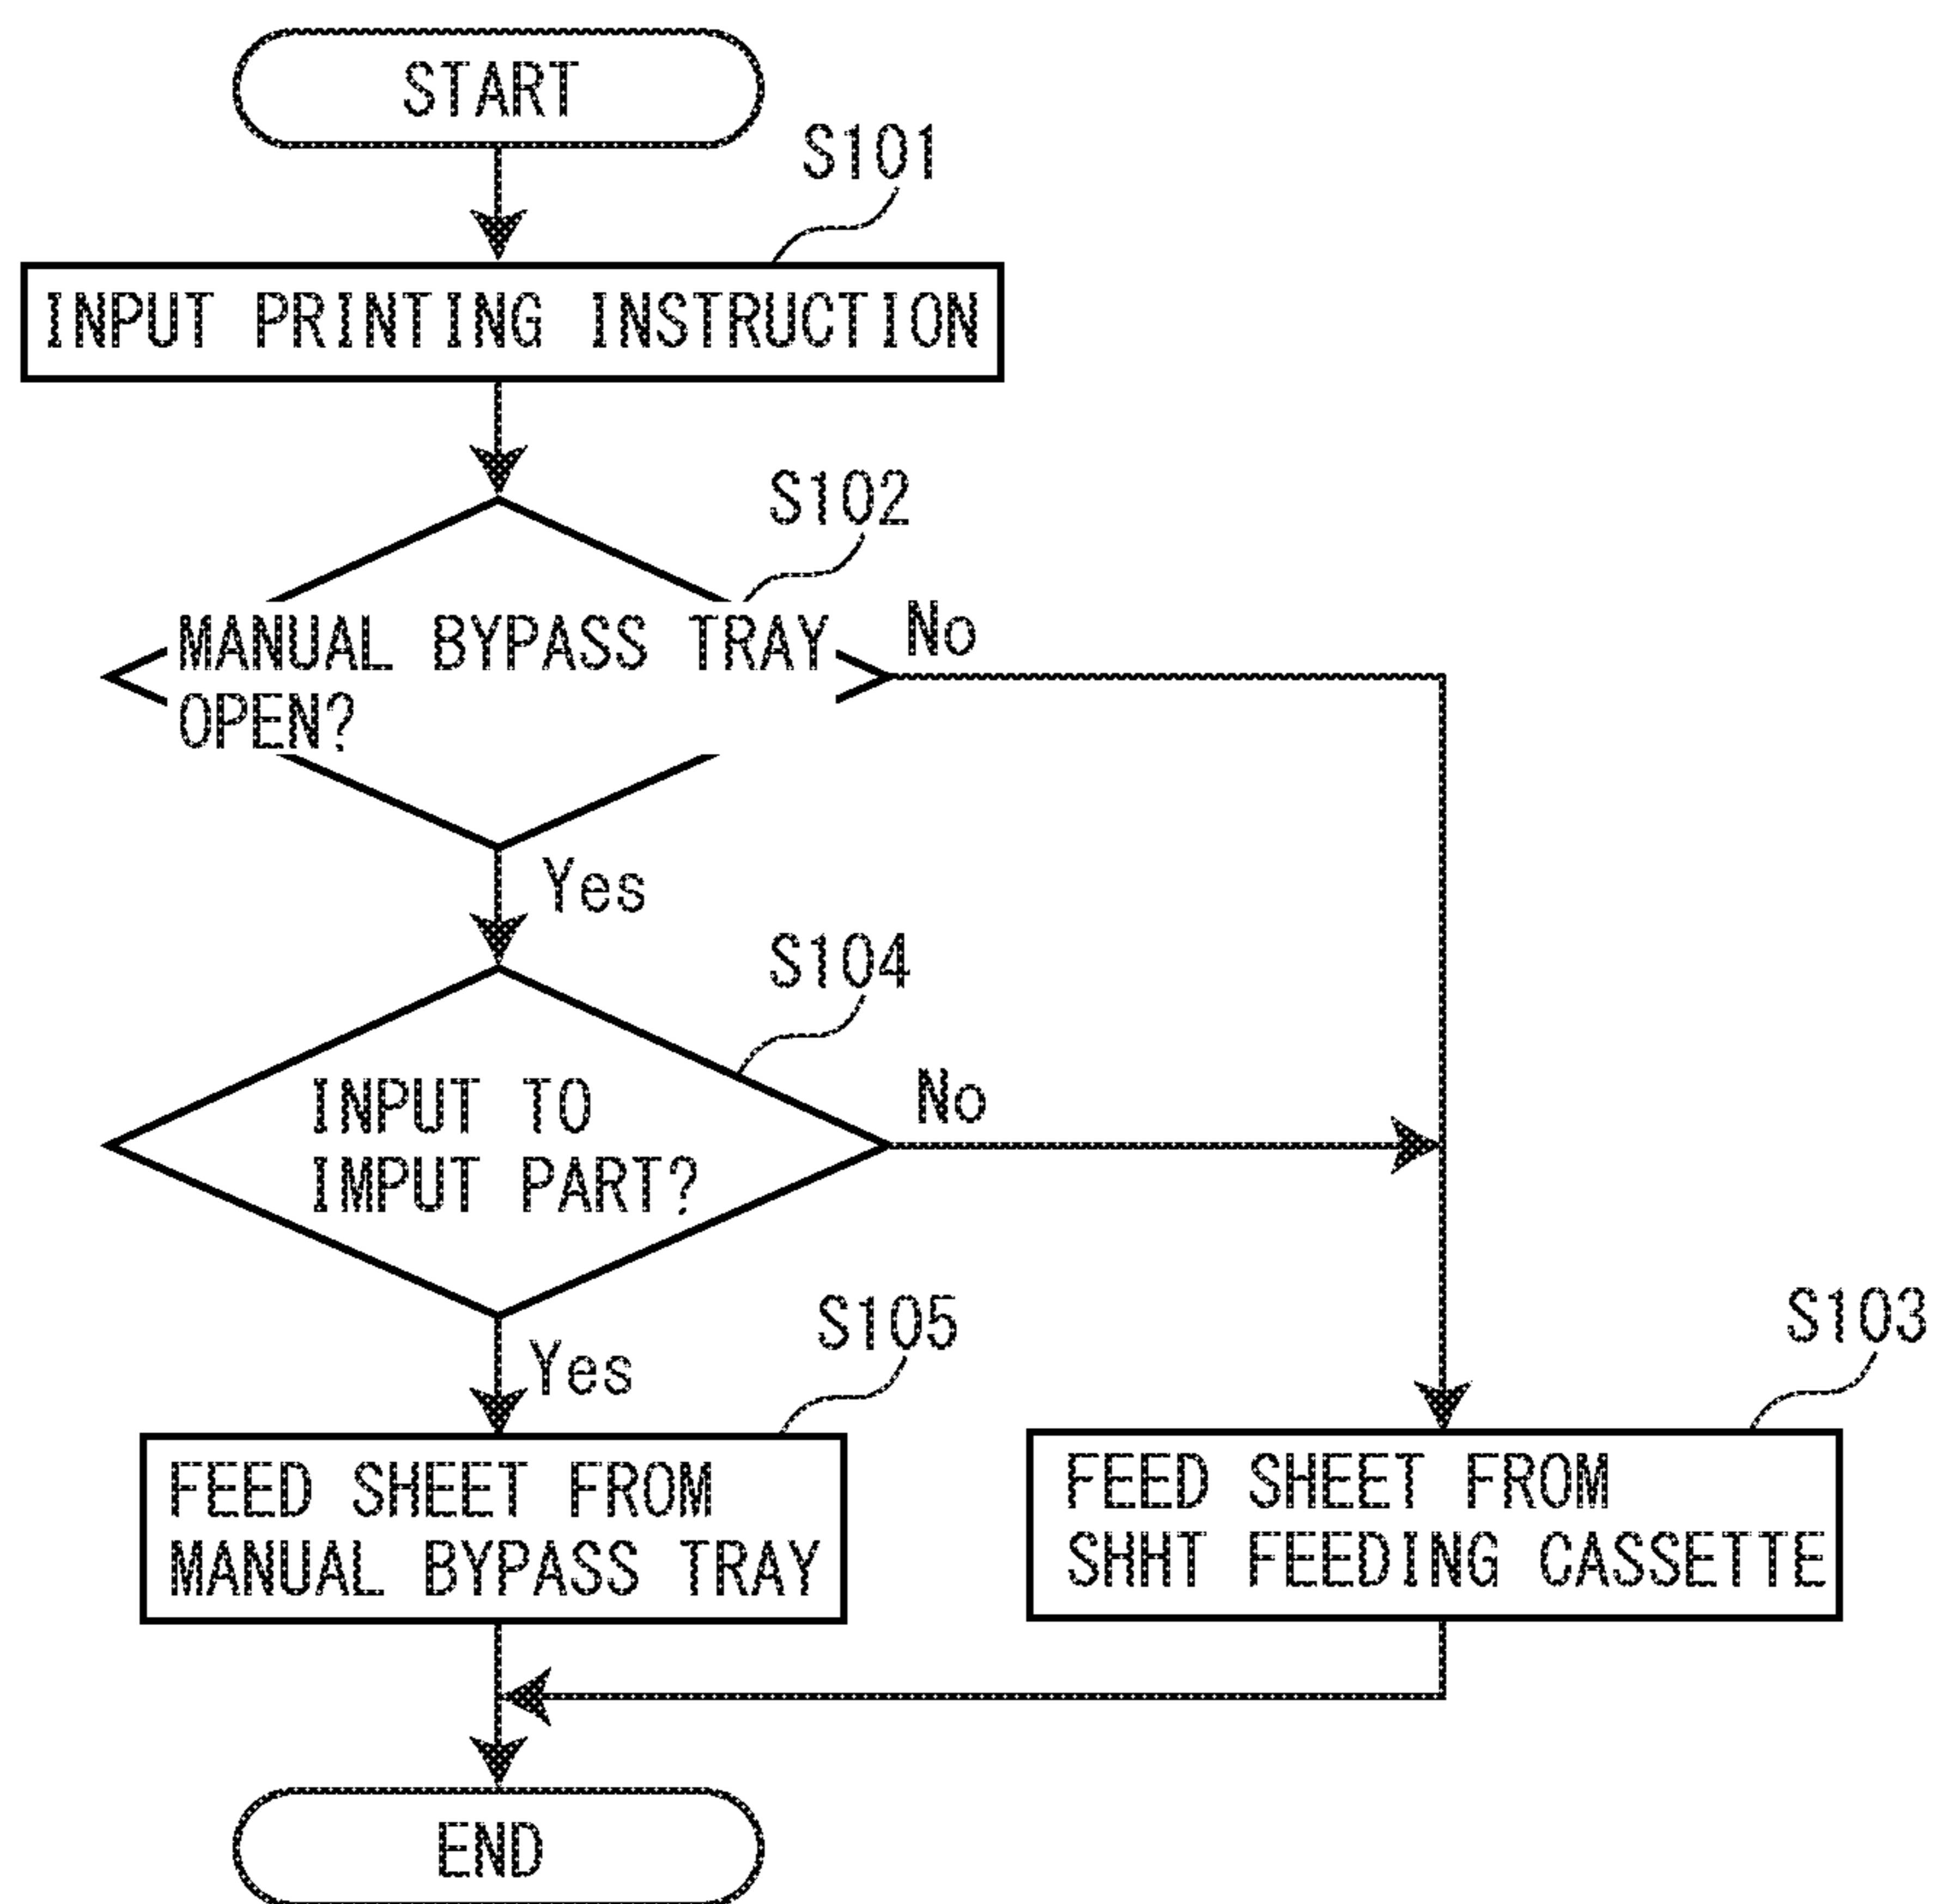 START
S101
INPUT PRINTING INSTRUCTION
S102
MANUAL BYPASS TRAY
OPEN?
No
Yes
S104
INPUT TO
IMPUT PART?
No
Yes
S105
FEED SHEET FROM
MANUAL BYPASS TRAY
S103
FEED SHEET FROM
SHHT FEEDING CASSETTE
END